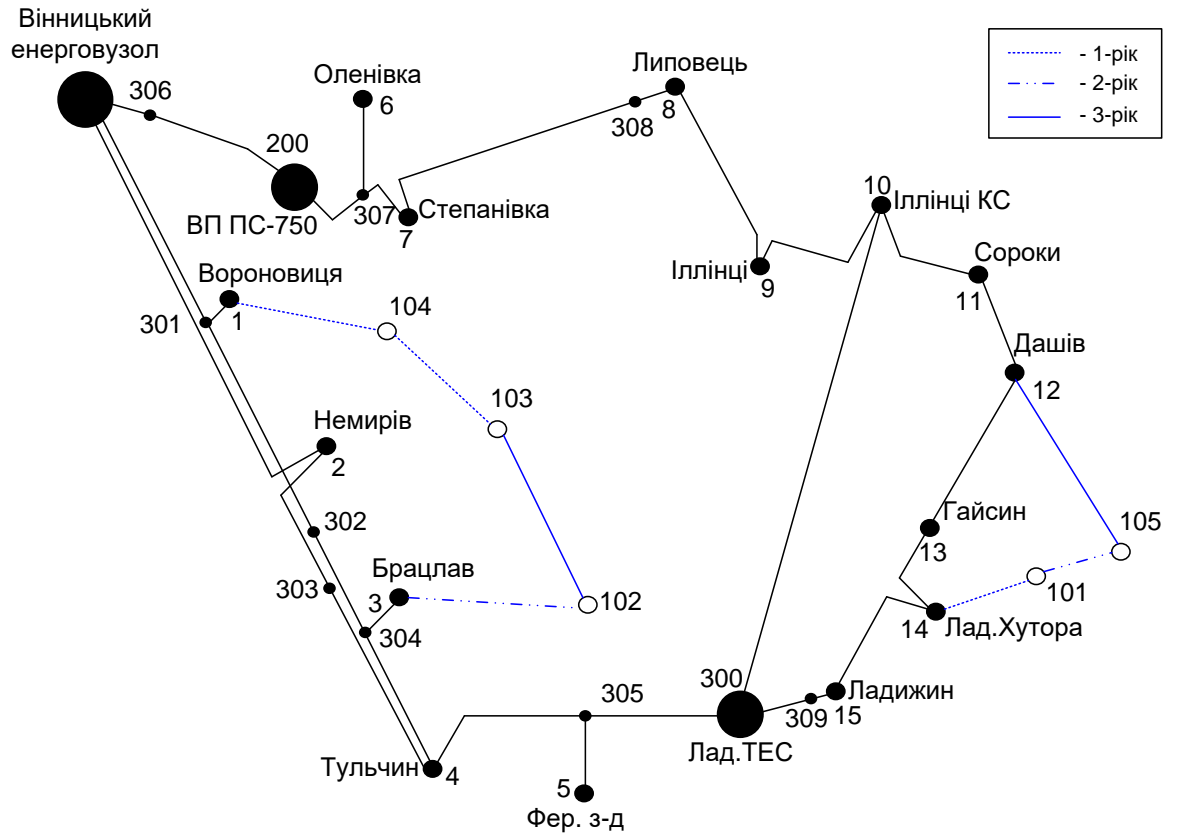 Вінницький
енерговузол
306
Оленівка
6
200
ВП ПС-750
307
Степанівка
7
Липовець
308
8
- 1-рік
- 2-рік
- 3-рік
10
Іллінці КС
Сороки
11
Іллінці
9
Вороновиця
301
1
104
103
Дашів
12
Немирів
2
302
303
Брацлав
3
304
102
Гайсин
13
105
101
14
Лад.Хутора
300
Ладижин
309
15
305
Лад.ТЕС
Тульчин
4
5
Фер. з-д